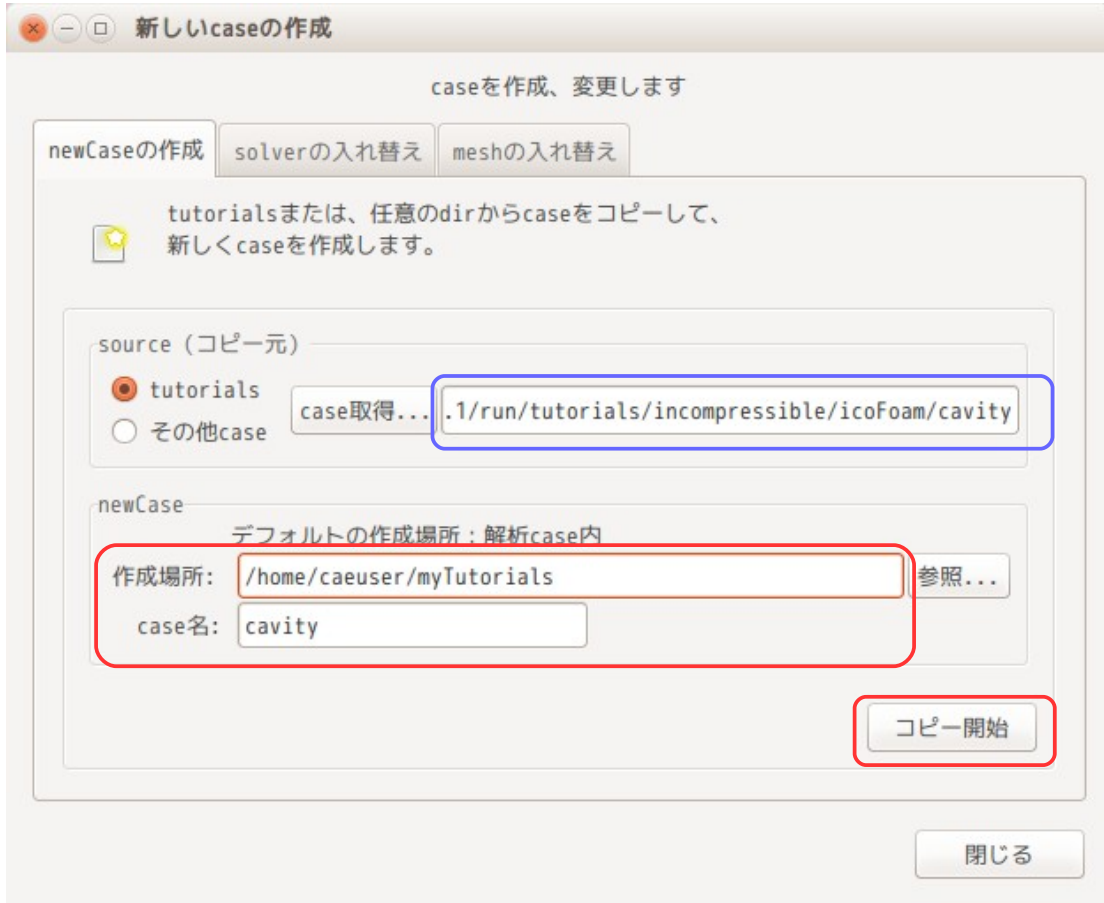 新しいcaseの作成
caseを作成、変更します
newCaseの作成 solverの入れ替え meshの入れ替え
tutorialsまたは、任意のdirからcaseをコピーして、
新しくcaseを作成します。
source（コピー元）
tutorials
その他case
case取得... .1/run/tutorials/incompressible/icoFoam/cavity
newCase
デフォルトの作成場所：解析case内
作成場所: /home/caeuser/myTutorials 参照...
case名: cavity
コピー開始
閉じる